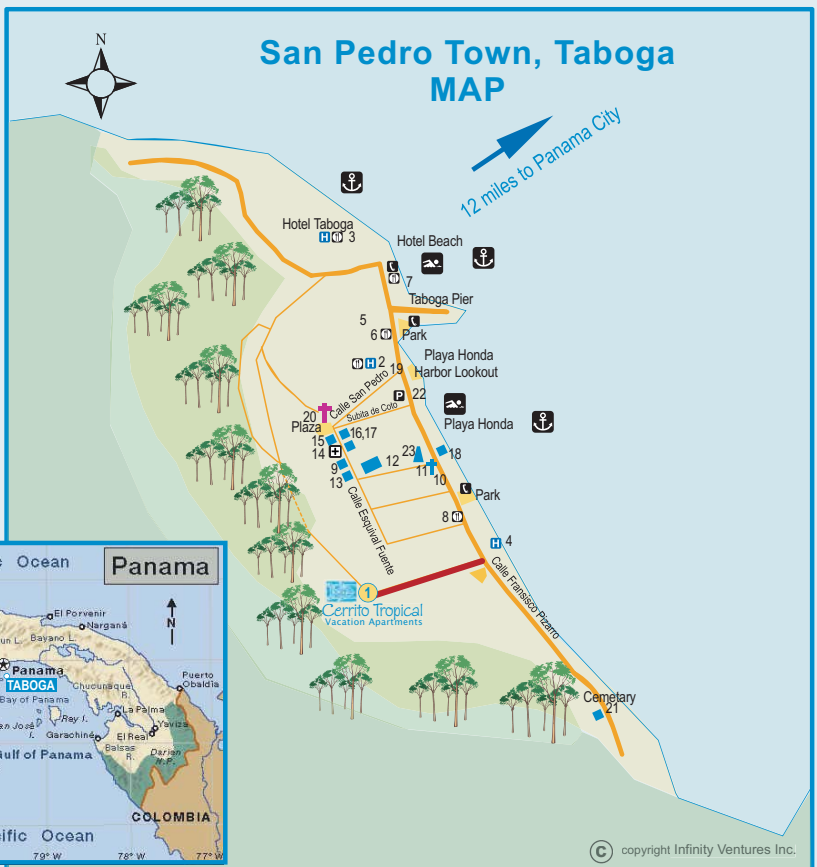 San Pedro Town, Taboga
MAP
N
12 miles to Panama City
Hotel Taboga
H 3
Hotel Beach
7
Taboga Pier
5
6
Park
H 2
19
Playa Honda
Harbor Lookout
Calle San Pedro
P 22
Subita de Coto
20
Plaza
16,17
Playa Honda
15
14
23
18
12
11
9
10
13
Park
8
Calle Esquival Fuente
H 4
1
Calle Fransisco Pizarro
Cerrito Tropical
Vacation Apartments
Cemetary
21
Ocean
Panama
N
El Porvenir
Narganá
Bayano L.
Panama
TABOGA
Chucunaque
R.
Puerto
Obaldía
Bay of Panama
La Palma
Rey I.
Yaviza
San José
I.
Garachiné
El Real
Balsas
R.
Darian
N.P.
Gulf of Panama
COLOMBIA
Ocean
79° W
78° W
77° W
C copyright Infinity Ventures Inc.